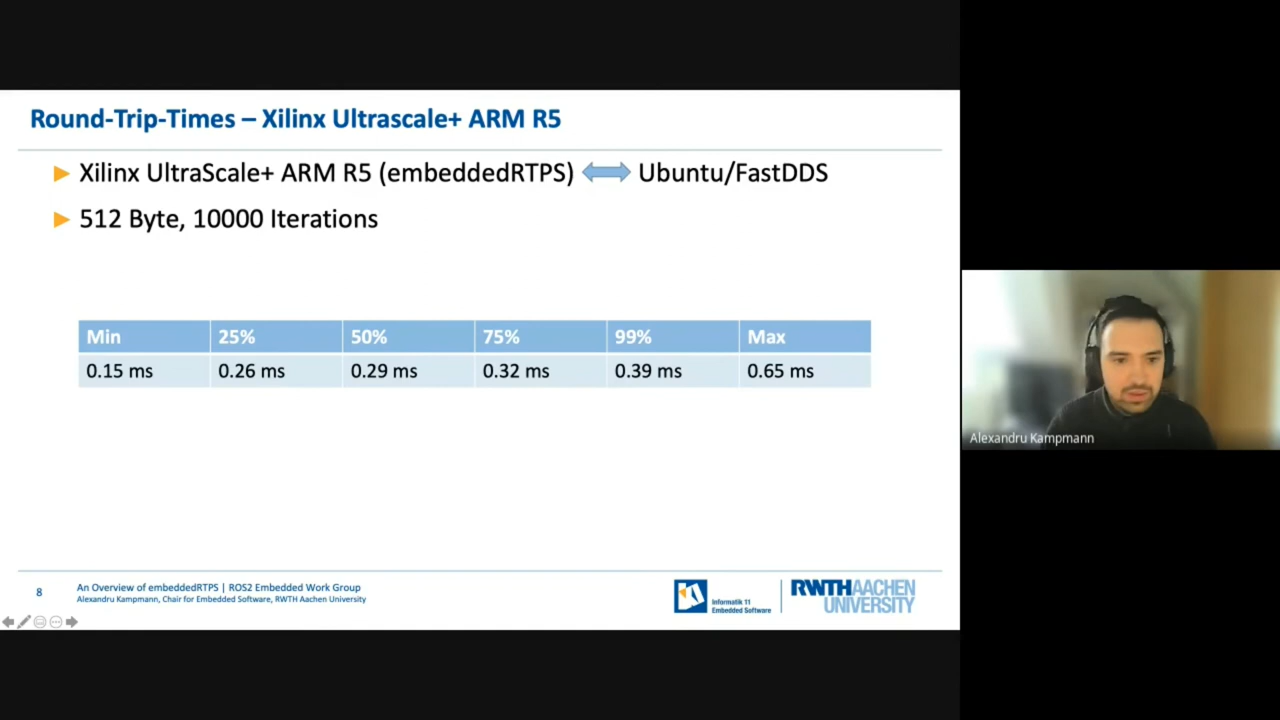 Round-Trip-Times – Xilinx Ultrascale+ ARM R5
Xilinx UltraScale+ ARM R5 (embeddedRTPS) Ubuntu/FastDDS
512 Byte, 10000 Iterations
Min 25% 50% 75% 99% Max
0.15 ms 0.26 ms 0.29 ms 0.32 ms 0.39 ms 0.65 ms
Alexandru Kampmann
8
An Overview of embeddedRTPS | ROS2 Embedded Work Group
Alexandru Kampmann, Chair for Embedded Software, RWTH Aachen University
Informatik 11
Embedded Software
RWTH AACHEN
UNIVERSITY